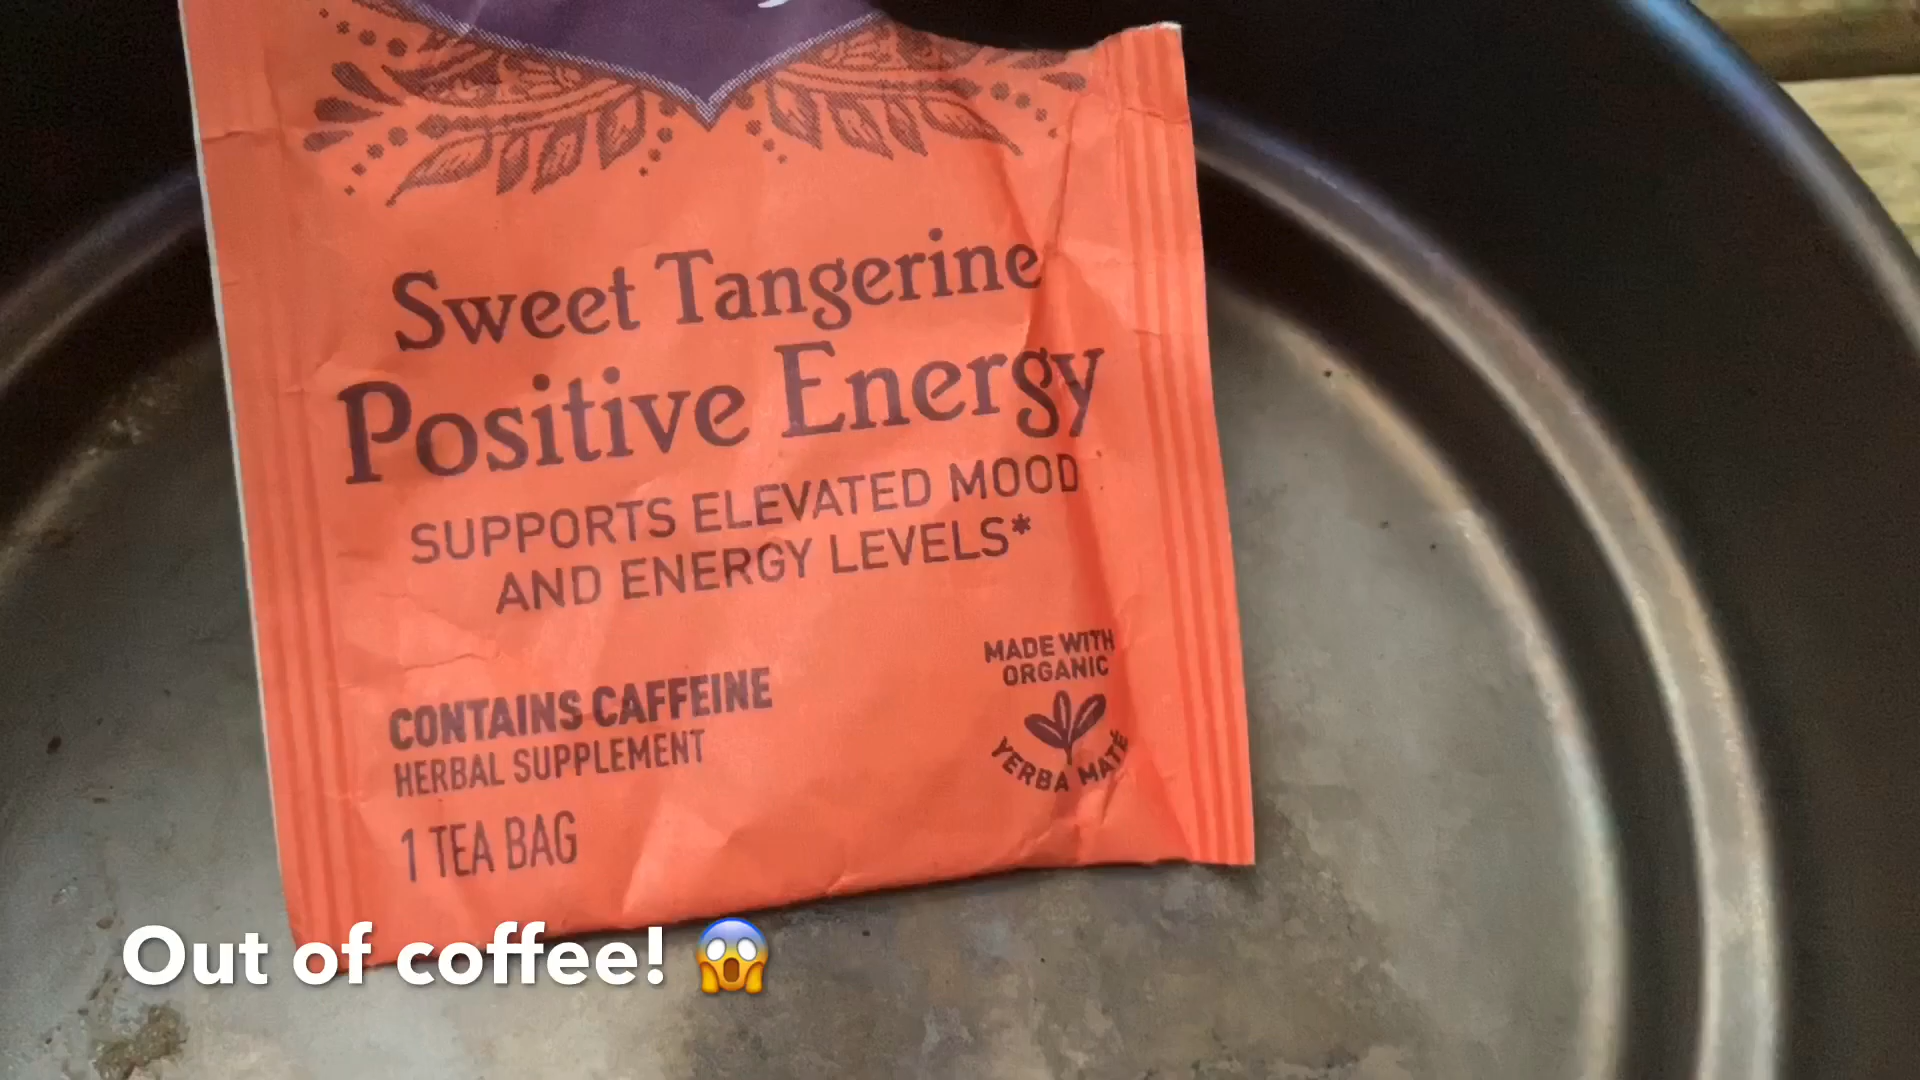 Sweet Tangerine
Positive Energy
SUPPORTS ELEVATED MOOD
AND ENERGY LEVELS*
CONTAINS CAFFEINE
HERBAL SUPPLEMENT
1 TEA BAG
MADE WITH
ORGANIC
YERBA MATÉ
Out of coffee! 😱